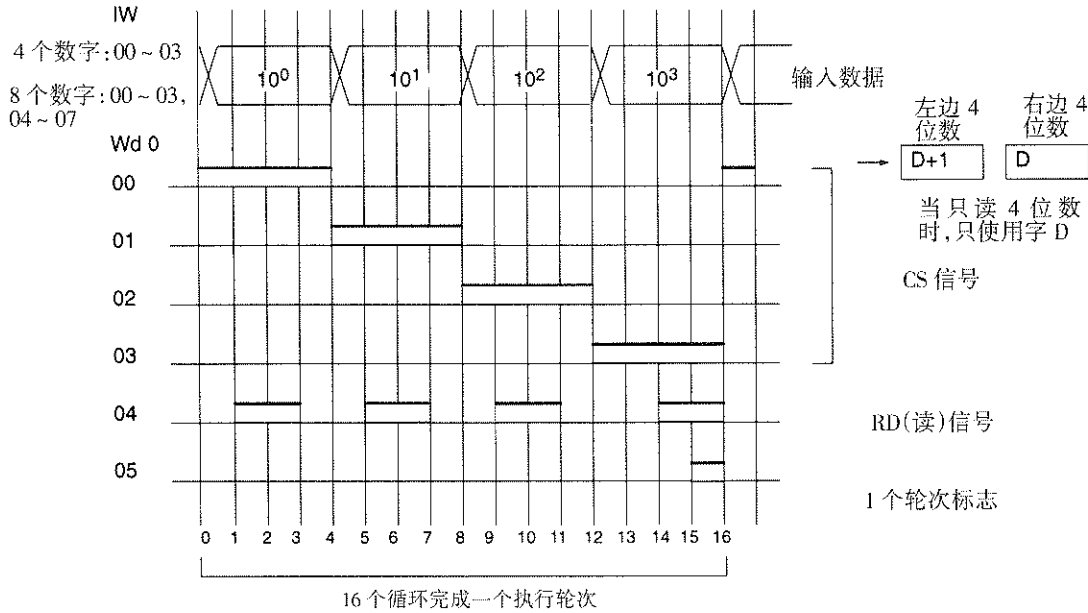 IW
4 个数字:00~03
8 个数字:00~03,
04~07
10⁰ 10¹ 10² 10³
输入数据
左边 4
位数
右边 4
位数
D+1 D
当只读 4 位数
时,只使用字 D
Wd 0
00
01
02
CS 信号
03
04
RD(读)信号
05
1 个轮次标志
0 1 2 3 4 5 6 7 8 9 10 11 12 13 14 15 16
16 个循环完成一个执行轮次